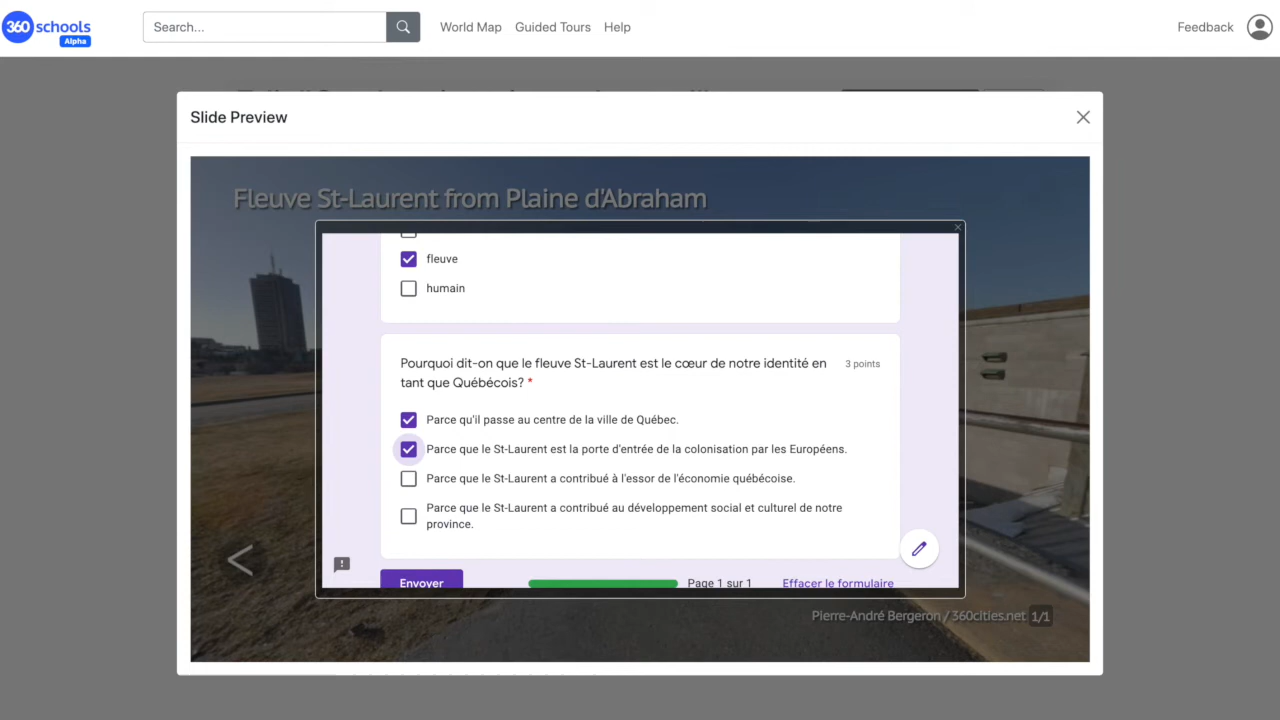 360 schools
Alpha
Search...
World Map
Guided Tours
Help
Feedback
Slide Preview
Fleuve St-Laurent from Plaine d'Abraham
fleuve
humain
Pourquoi dit-on que le fleuve St-Laurent est le cœur de notre identité en
tant que Québécois? *
3 points
Parce qu'il passe au centre de la ville de Québec.
Parce que le St-Laurent est la porte d'entrée de la colonisation par les Européens.
Parce que le St-Laurent a contribué à l'essor de l'économie québécoise.
Parce que le St-Laurent a contribué au développement social et culturel de notre
province.
Envoyer
Page 1 sur 1
Effacer le formulaire
Pierre-André Bergeron / 360cities.net 1/1